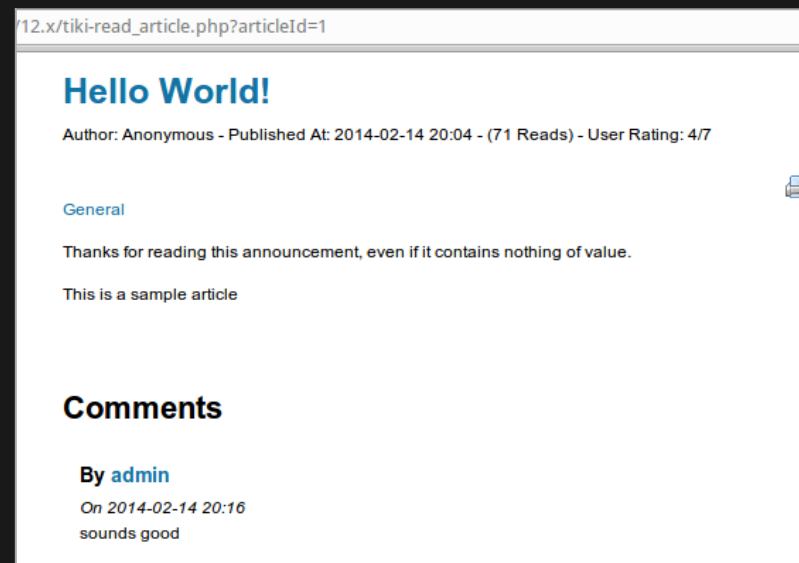 /12.x/tiki-read_article.php?articleId=1
Hello World!
Author: Anonymous - Published At: 2014-02-14 20:04 - (71 Reads) - User Rating: 4/7
General
Thanks for reading this announcement, even if it contains nothing of value.
This is a sample article
Comments
By admin
On 2014-02-14 20:16
sounds good